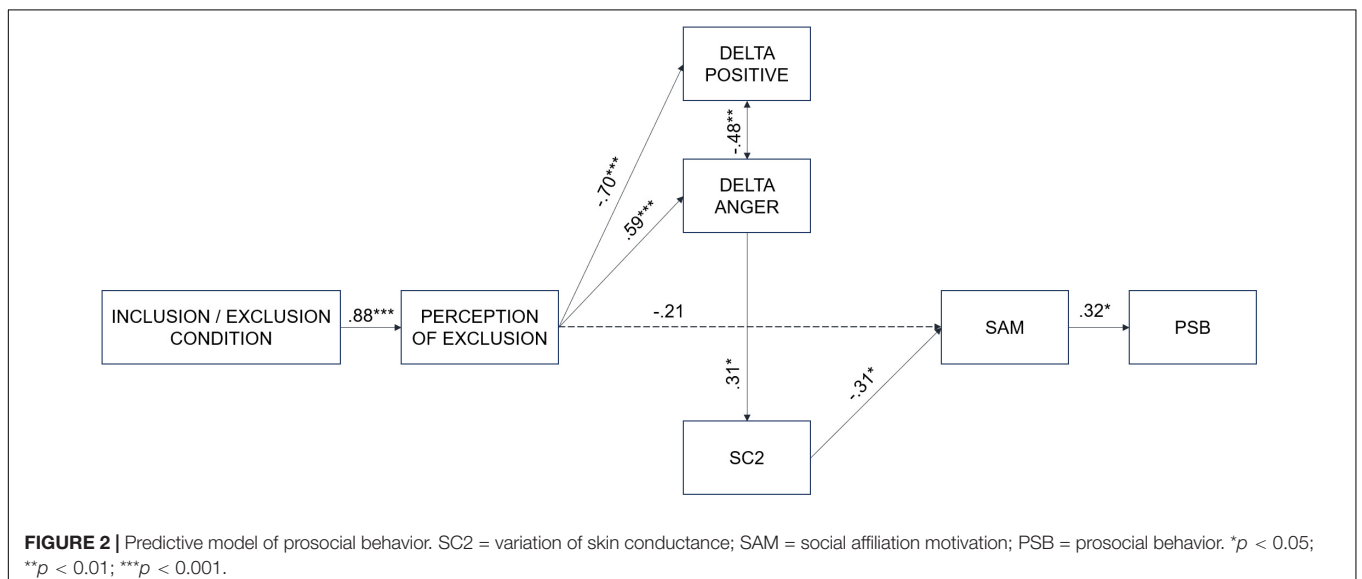 DELTA
POSITIVE
-.48**
-.70***
DELTA
ANGER
.59***
INCLUSION / EXCLUSION
CONDITION
.88***
PERCEPTION
OF EXCLUSION
-.21
SAM
.32*
PSB
.31*
-.31*
SC2
FIGURE 2 | Predictive model of prosocial behavior. SC2 = variation of skin conductance; SAM = social affiliation motivation; PSB = prosocial behavior. *p < 0.05;
**p < 0.01; ***p < 0.001.